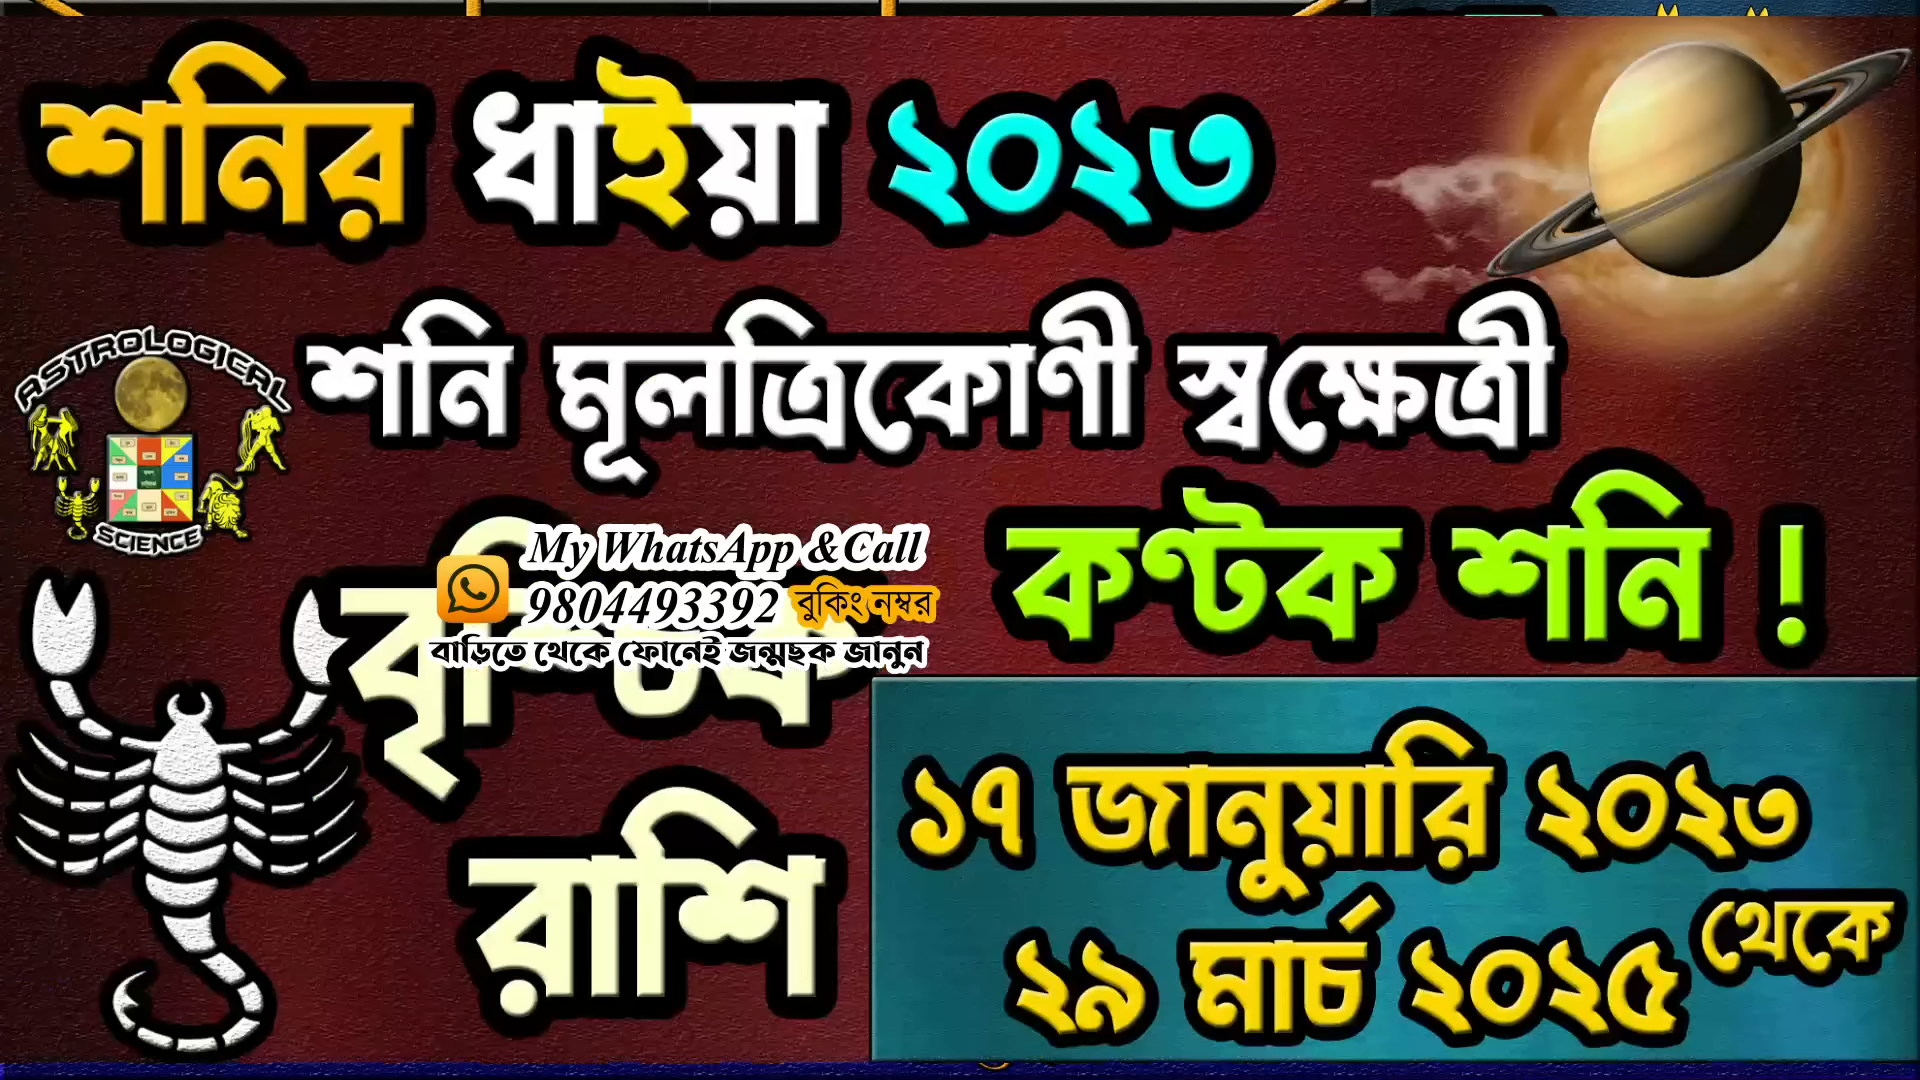 শনির ধাইয়া ২০২৩
ASTROLOGICAL
SCIENCE
শনি মূলত্রিকোণী স্বক্ষেত্রী
কণ্টক শনি !
My WhatsApp &Call
9804493392 বুকিং নম্বর
বাড়িতে থেকে ফোনেই জন্মছক জানুন
বৃশ্চিক
রাশি
১৭ জানুয়ারি ২০২৩
থেকে
২৯ মার্চ ২০২৫